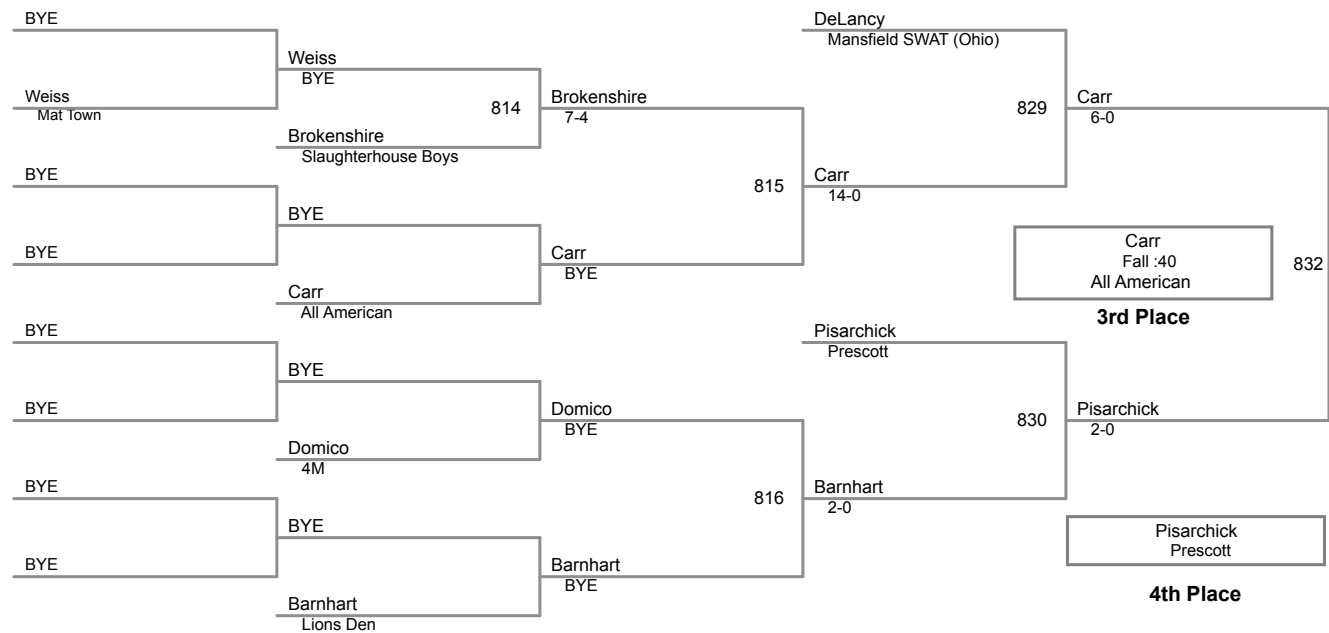 BYE
Weiss
BYE
Weiss
Mat Town
814
Brokenshire
7-4
Brokenshire
Slaughterhouse Boys
BYE
BYE
BYE
815
Carr
BYE
Carr
All American
Carr
14-0
DeLancy
Mansfield SWAT (Ohio)
829
Carr
6-0
Carr
Fall :40
All American
3rd Place
832
BYE
BYE
BYE
Domico
BYE
Domico
4M
816
BYE
BYE
BYE
Barnhart
BYE
Barnhart
Lions Den
Pisarchick
Prescott
830
Barnhart
2-0
Pisarchick
2-0
Pisarchick
Prescott
4th Place